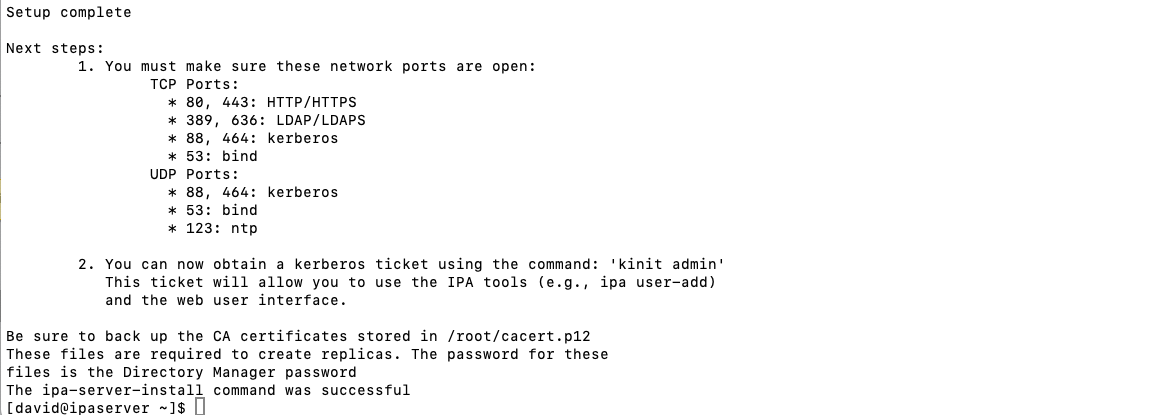 Setup complete
Next steps:
1. You must make sure these network ports are open:
TCP Ports:
* 80, 443: HTTP/HTTPS
* 389, 636: LDAP/LDAPS
* 88, 464: kerberos
* 53: bind
UDP Ports:
* 88, 464: kerberos
* 53: bind
* 123: ntp
2. You can now obtain a kerberos ticket using the command: 'kinit admin'
This ticket will allow you to use the IPA tools (e.g., ipa user-add)
and the web user interface.
Be sure to back up the CA certificates stored in /root/cacert.p12
These files are required to create replicas. The password for these
files is the Directory Manager password
The ipa-server-install command was successful
[david@ipaserver ~]$